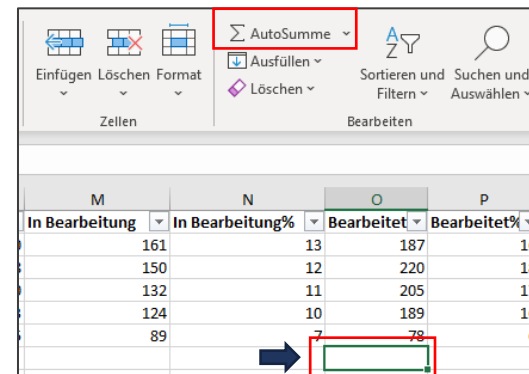 AutoSumme
Einfügen Löschen Format
Ausfüllen
Löschen
Sortieren und
Filtern
Suchen und
Auswählen
Zellen
Bearbeiten
M N O P
In Bearbeitung In Bearbeitung% Bearbeitet Bearbeitet%
161 13 187
150 12 220
132 11 205
124 10 189
89 7 78